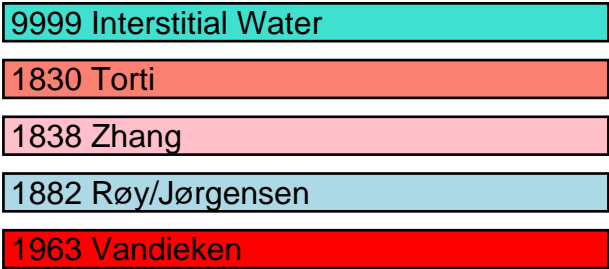 9999 Interstitial Water
1830 Torti
1838 Zhang
1882 Røy/Jørgensen
1963 Vandieken